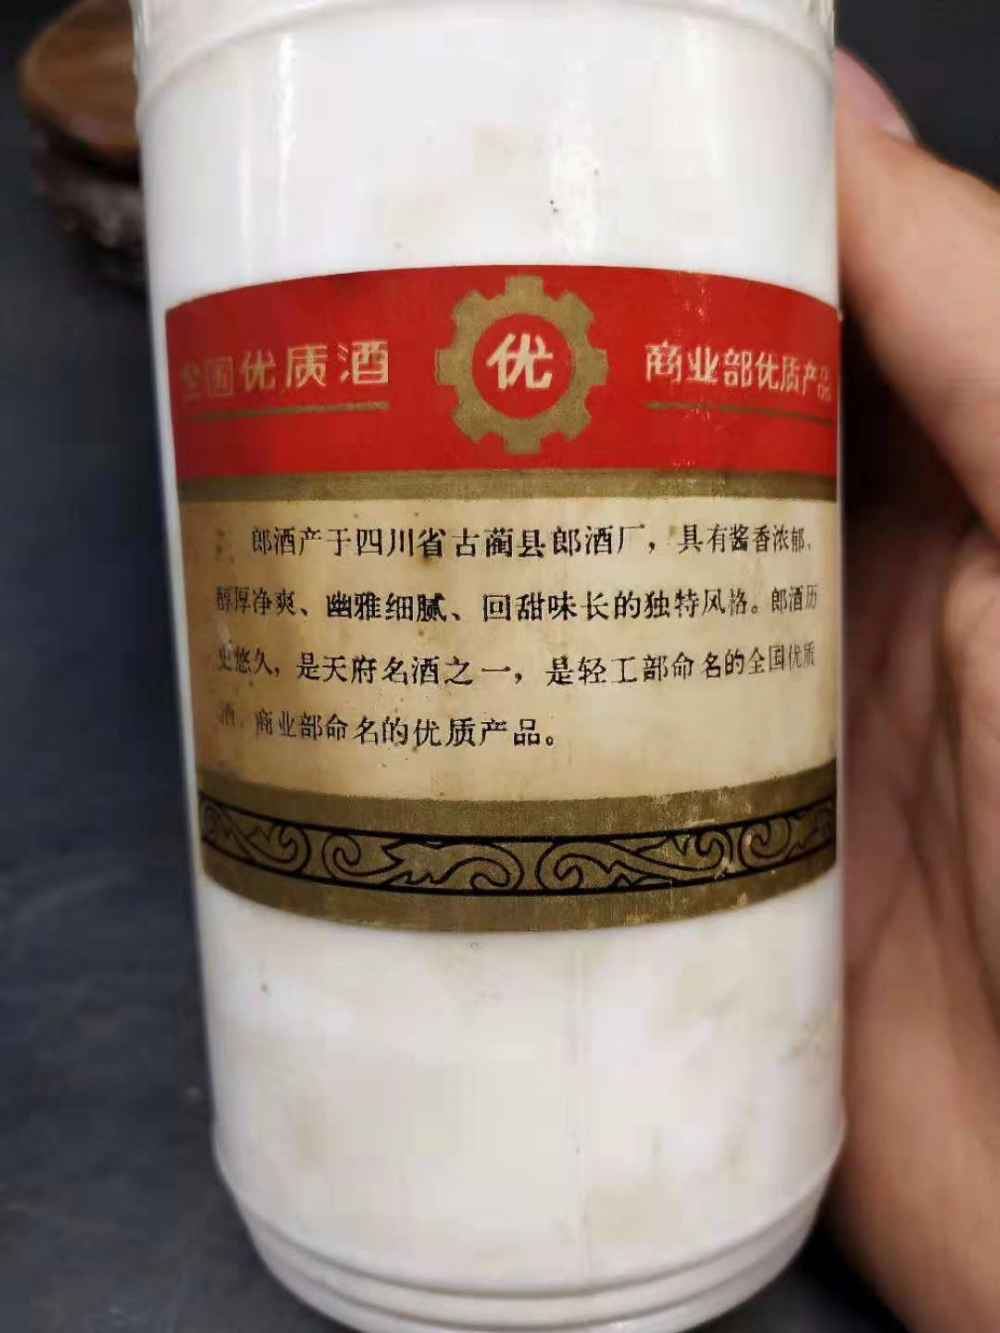 全国优质酒
优
商业部优质产品
郎酒产于四川省古蔺县郎酒厂，具有酱香浓郁、
醇厚净爽、幽雅细腻、回甜味长的独特风格。郎酒历
史悠久，是天府名酒之一，是轻工部命名的全国优质
酒，商业部命名的优质产品。